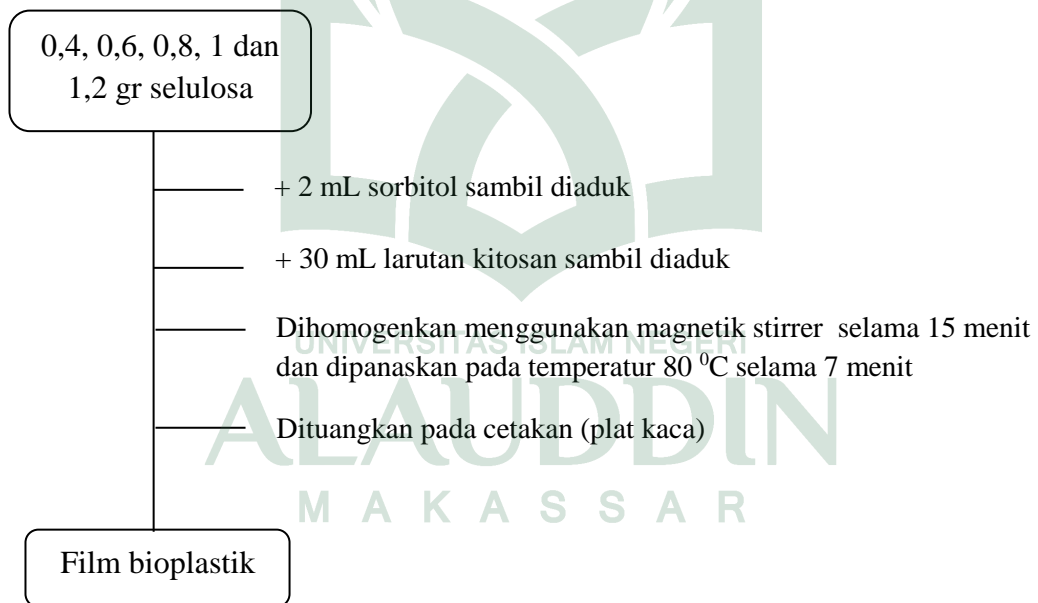 0,4, 0,6, 0,8, 1 dan
1,2 gr selulosa
+ 2 mL sorbitol sambil diaduk
+ 30 mL larutan kitosan sambil diaduk
Dihomogenkan menggunakan magnetik stirrer selama 15 menit
UNIVERSITAS ISLAM NEGERI
dan dipanaskan pada temperatur 80 ⁰C selama 7 menit
ALAUDDIN
Dituangkan pada cetakan (plat kaca)
MAKASSAR
Film bioplastik